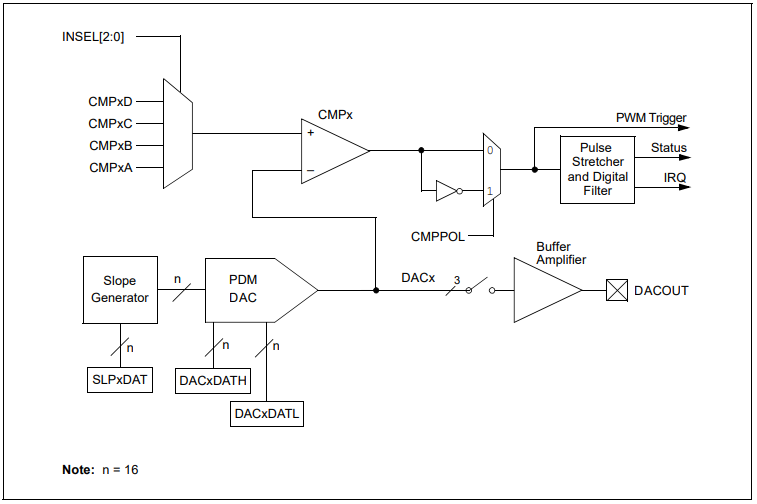 INSEL[2:0]
CMPxD
CMPxC
CMPxB
CMPxA
CMPx
+
–
0
1
CMPPOL
PWM Trigger
Pulse
Stretcher
and Digital
Filter
Status
IRQ
Slope
Generator
n
PDM
DAC
DACx
3
Buffer
Amplifier
DACOUT
n
n
n
SLPxDAT
DACxDATH
DACxDATL
Note: n = 16